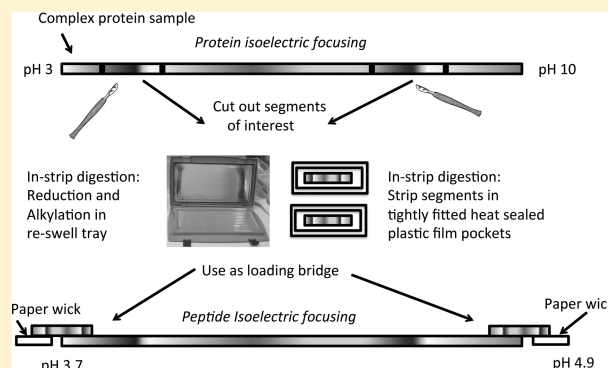 Complex protein sample
Protein isoelectric focusing
pH 3
pH 10
Cut out segments
of interest
In-strip digestion:
Reduction and
Alkylation in
re-swell tray
In-strip digestion:
Strip segments in
tightly fitted heat sealed
plastic film pockets
Use as loading bridge
Paper wick
Peptide Isoelectric focusing
Paper wic
pH 3.7
pH 4.9